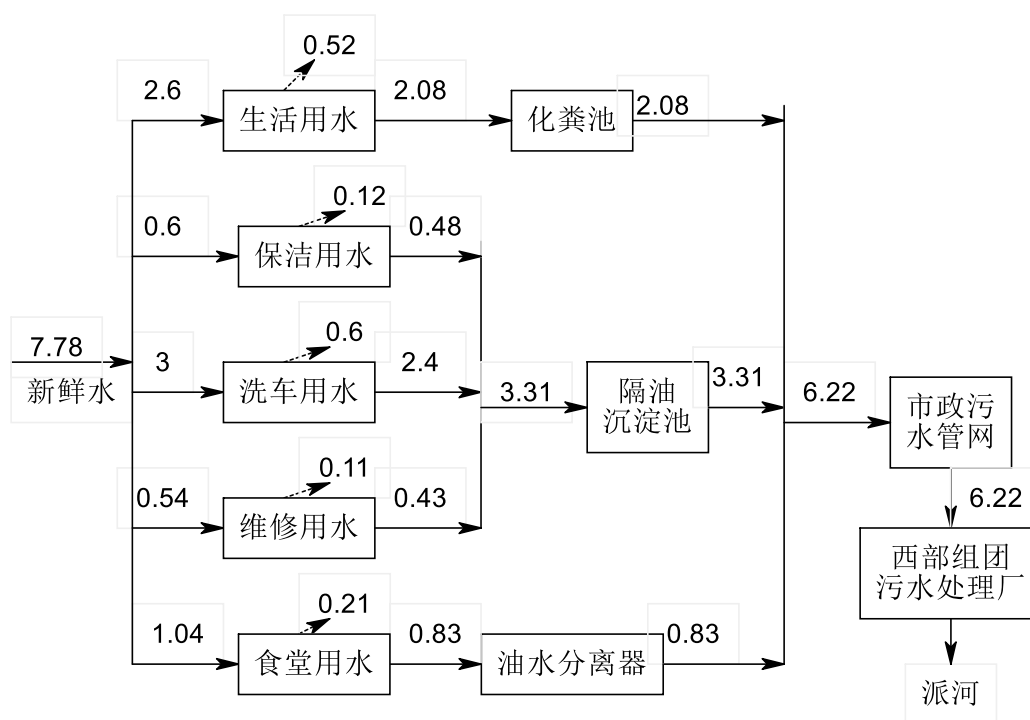 0.52
2.6
生活用水
2.08
化粪池
2.08
0.12
0.6
保洁用水
0.48
7.78
新鲜水
0.6
3
洗车用水
2.4
3.31
隔油
沉淀池
3.31
6.22
市政污
水管网
0.11
0.54
维修用水
0.43
6.22
西部组团
污水处理厂
0.21
1.04
食堂用水
0.83
油水分离器
0.83
派河